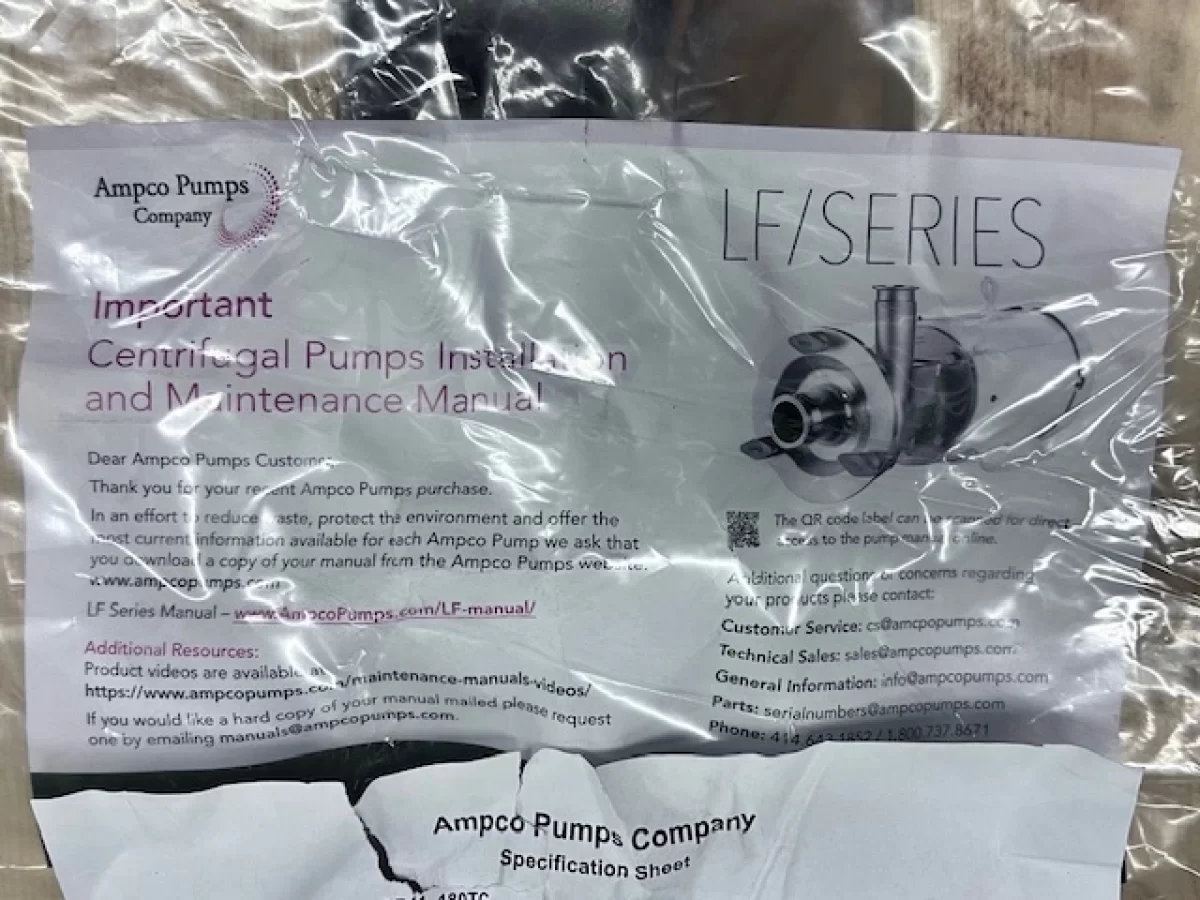 Ampco Pumps
Company
LF/SERIES
Important
Centrifugal Pumps Installation
and Maintenance Manual
Dear Ampco Pumps Customer,
Thank you for your recent Ampco Pumps purchase.
In an effort to reduce waste, protect the environment and offer the
most current information available for each Ampco Pump we ask that
you download a copy of your manual from the Ampco Pumps website.
www.ampcopumps.com
LF Series Manual – www.AmpcoPumps.com/LF-manual/
Additional Resources:
Product videos are available at
https://www.ampcopumps.com/maintenance-manuals-videos/
If you would like a hard copy of your manual mailed please request
one by emailing manuals@ampcopumps.com.
The QR code label can be scanned for direct
access to the pump manual online.
Additional questions or concerns regarding
your products please contact:
Customer Service: cs@amcpopumps.com
Technical Sales: sales@ampcopumps.com
General Information: info@ampcopumps.com
Parts: serialnumbers@ampcopumps.com
Phone: 414.643.1852 / 1.800.737.8671
Ampco Pumps Company
Specification Sheet